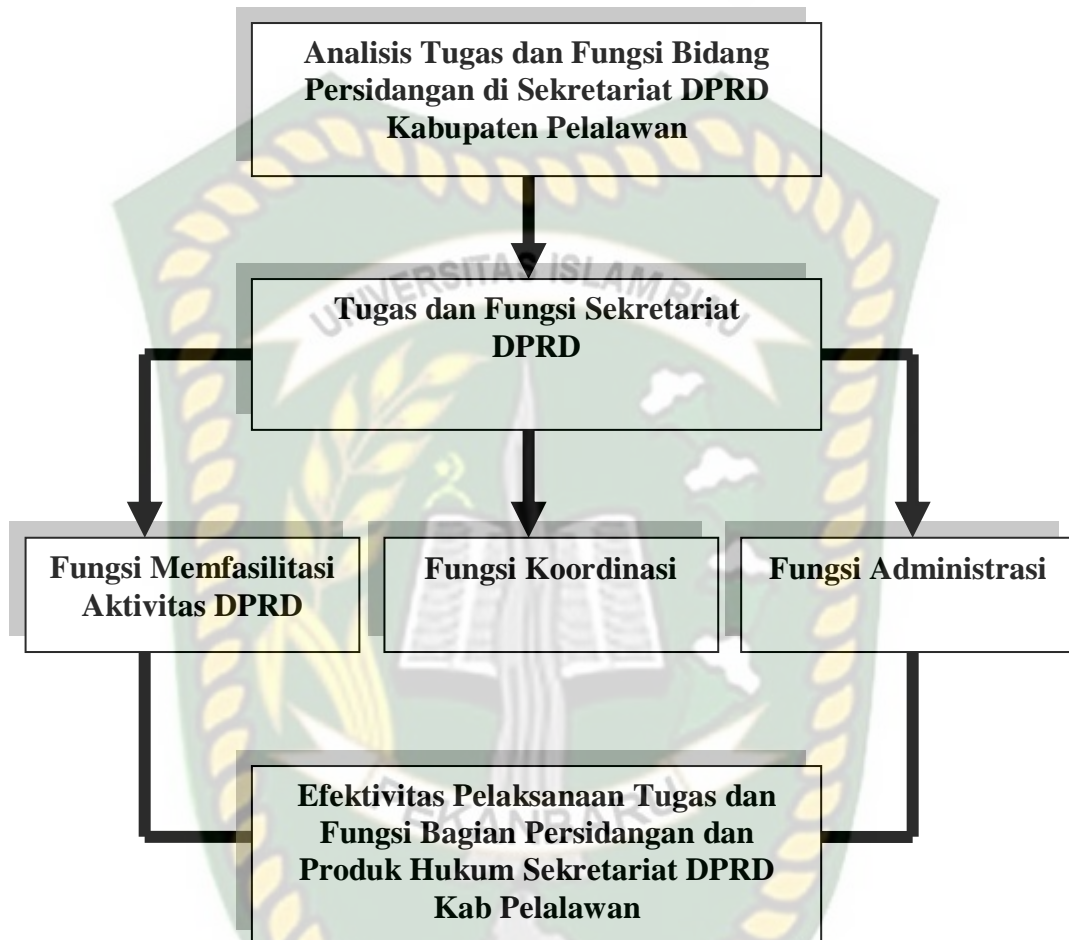 Analisis Tugas dan Fungsi Bidang
Persidangan di Sekretariat DPRD
Kabupaten Pelalawan
UNIVERSITAS ISLAM RIAU
Tugas dan Fungsi Sekretariat
DPRD
Fungsi Memfasilitasi
Aktivitas DPRD
Fungsi Koordinasi
Fungsi Administrasi
Efektivitas Pelaksanaan Tugas dan
Fungsi Bagian Persidangan dan
Produk Hukum Sekretariat DPRD
Kab Pelalawan
PEKANBARU